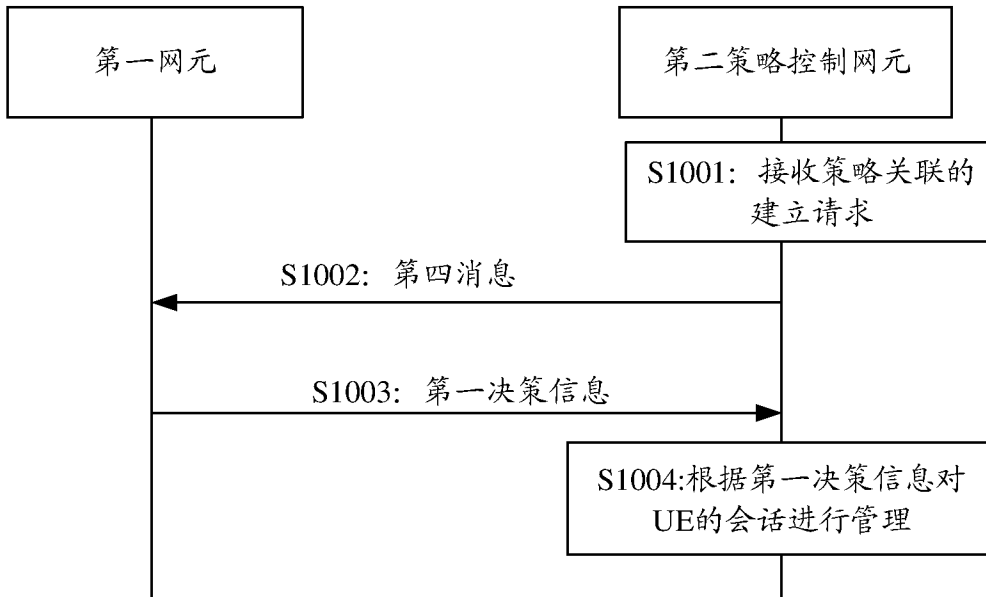 第一网元
第二策略控制网元
S1001：接收策略关联的
建立请求
S1002：第四消息
S1003：第一决策信息
S1004:根据第一决策信息对
UE的会话进行管理